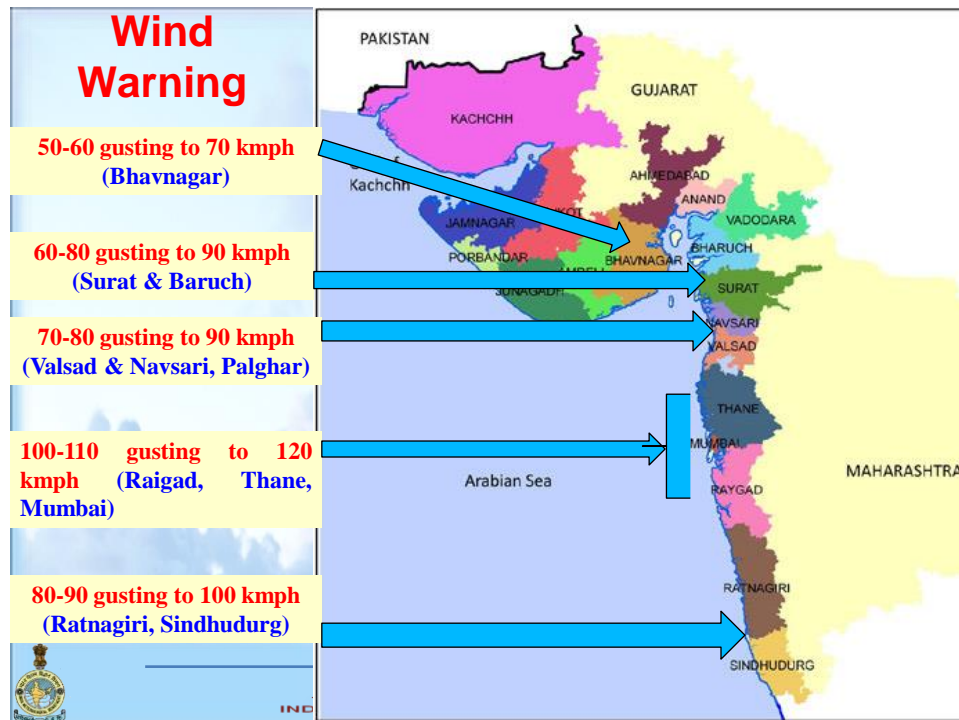 Wind
Warning
50-60 gusting to 70 kmph
(Bhavnagar)
60-80 gusting to 90 kmph
(Surat & Baruch)
70-80 gusting to 90 kmph
(Valsad & Navsari, Palghar)
100-110 gusting to 120
kmph (Raigad, Thane,
Mumbai)
80-90 gusting to 100 kmph
(Ratnagiri, Sindhudurg)
IND
PAKISTAN
GUJARAT
KACHCHH
Kachchh
AHMEDABAD
ANAND
VADODARA
JAMNAGAR
PORBANDAR
BHAVNAGAR
BHARUCH
JUNAGADH
SURAT
NAVSARI
VALSAD
THANE
MUMBAI
MAHARASHTRA
Arabian Sea
RAYGAD
RATNAGIRI
SINDHUDURG